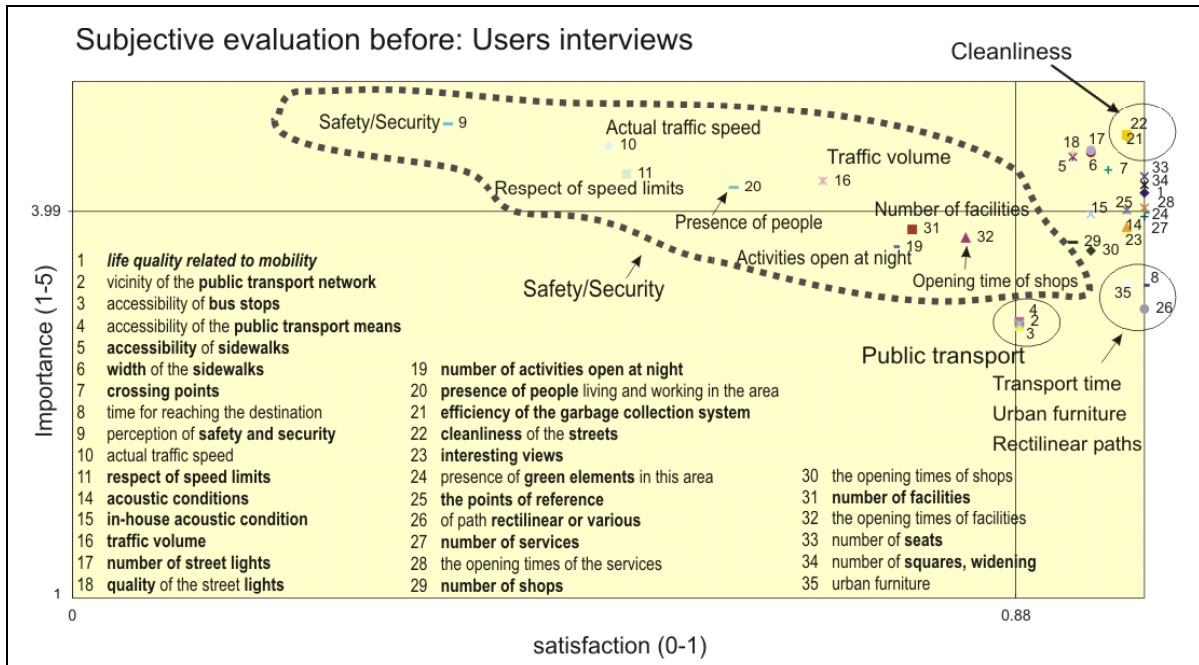 Subjective evaluation before: Users interviews
Cleanliness
Safety/Security 9
Actual traffic speed
10
22
21
18 17
5 6 7
33
34
1
28
24
27
11
Respect of speed limits
Traffic volume
16
20
Presence of people
3.99
15 25
14
23
Number of facilities
31
32
19
Activities open at night
Opening time of shops
29
30
Safety/Security
35 8
26
4
2
3
Public transport
Transport time
Urban furniture
Rectilinear paths
Importance (1-5)
1 life quality related to mobility
2 vicinity of the public transport network
3 accessibility of bus stops
4 accessibility of the public transport means
5 accessibility of sidewalks
6 width of the sidewalks
7 crossing points
8 time for reaching the destination
9 perception of safety and security
10 actual traffic speed
11 respect of speed limits
14 acoustic conditions
15 in-house acoustic condition
16 traffic volume
17 number of street lights
18 quality of the street lights
19 number of activities open at night
20 presence of people living and working in the area
21 efficiency of the garbage collection system
22 cleanliness of the streets
23 interesting views
24 presence of green elements in this area
25 the points of reference
26 of path rectilinear or various
27 number of services
28 the opening times of the services
29 number of shops
30 the opening times of shops
31 number of facilities
32 the opening times of facilities
33 number of seats
34 number of squares, widening
35 urban furniture
1
0
0.88
satisfaction (0-1)